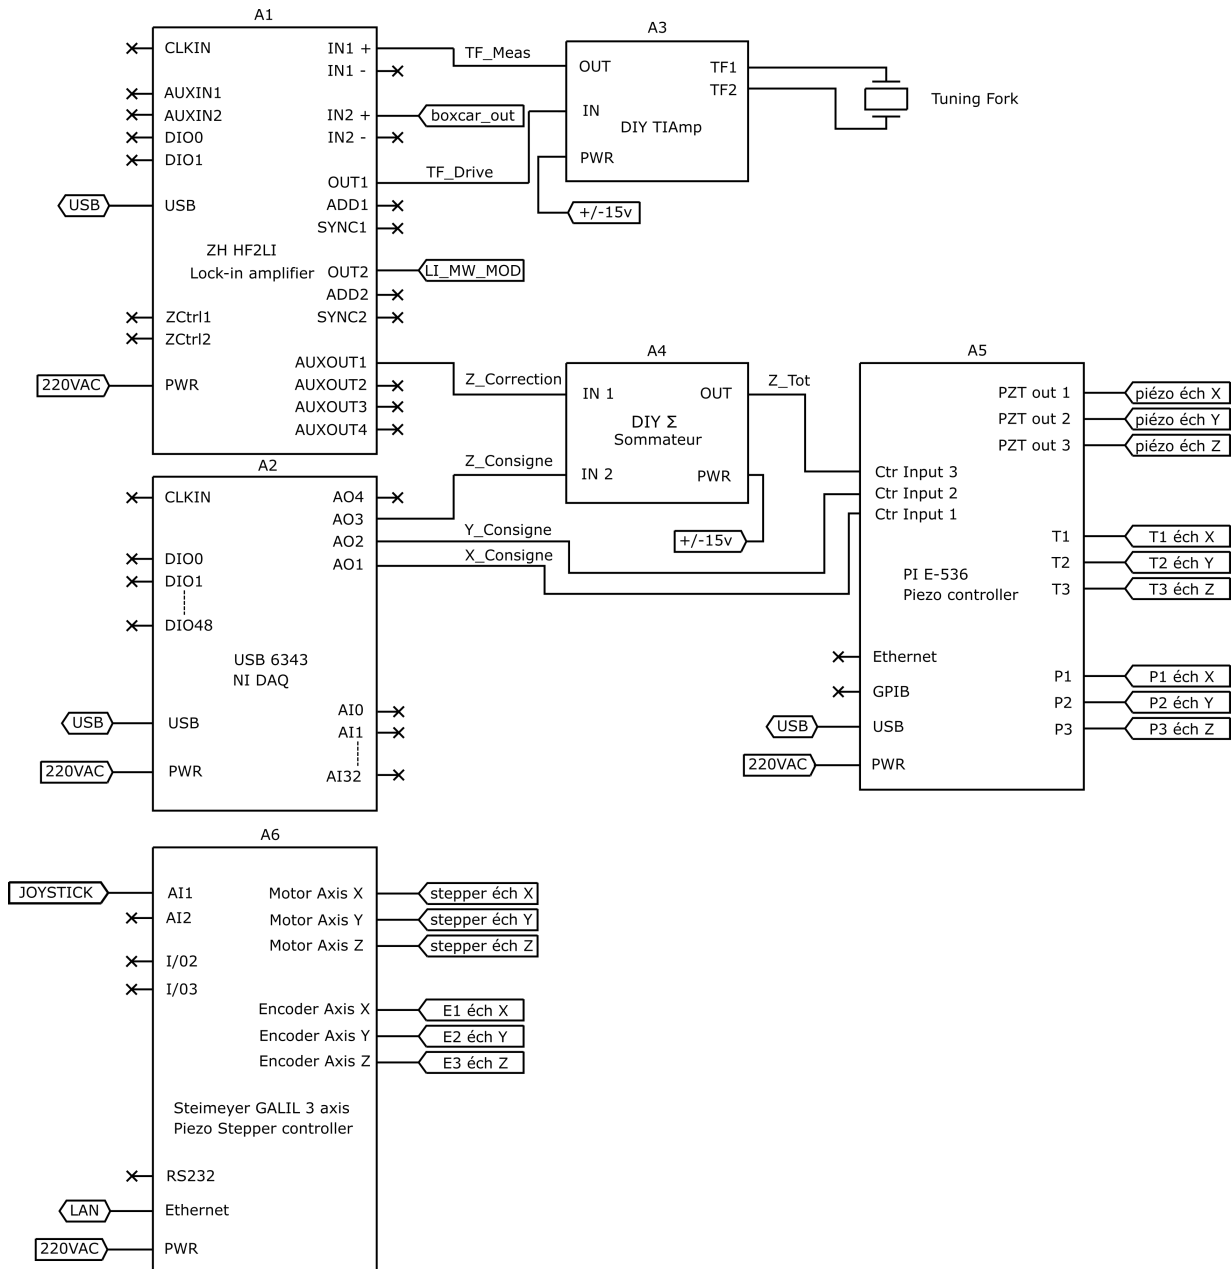 A1
CLKIN
AUXIN1
AUXIN2
DIO0
DIO1
USB
USB
ZH HF2LI
Lock-in amplifier
ZCtrl1
ZCtrl2
220VAC
PWR
IN1 +
IN1 -
IN2 +
IN2 -
OUT1
ADD1
SYNC1
OUT2
ADD2
SYNC2
AUXOUT1
AUXOUT2
AUXOUT3
AUXOUT4
TF_Meas
boxcar_out
TF_Drive
LI_MW_MOD
A3
OUT
IN
PWR
DIY TIAmp
TF1
TF2
+/-15v
Tuning Fork
A4
Z_Correction
IN 1
OUT
DIY Σ
Sommateur
Z_Consigne
IN 2
PWR
+/-15v
Z_Tot
Y_Consigne
X_Consigne
A2
CLKIN
DIO0
DIO1
DIO48
USB 6343
NI DAQ
USB
USB
220VAC
PWR
AO4
AO3
AO2
AO1
AI0
AI1
AI32
A5
PZT out 1
PZT out 2
PZT out 3
piézo éch X
piézo éch Y
piézo éch Z
Ctr Input 3
Ctr Input 2
Ctr Input 1
T1
T2
T3
T1 éch X
T2 éch Y
T3 éch Z
PI E-536
Piezo controller
Ethernet
GPIB
USB
USB
220VAC
PWR
P1
P2
P3
P1 éch X
P2 éch Y
P3 éch Z
A6
JOYSTICK
AI1
AI2
I/02
I/03
Motor Axis X
Motor Axis Y
Motor Axis Z
stepper éch X
stepper éch Y
stepper éch Z
Encoder Axis X
Encoder Axis Y
Encoder Axis Z
E1 éch X
E2 éch Y
E3 éch Z
Steimeyer GALIL 3 axis
Piezo Stepper controller
RS232
LAN
Ethernet
220VAC
PWR